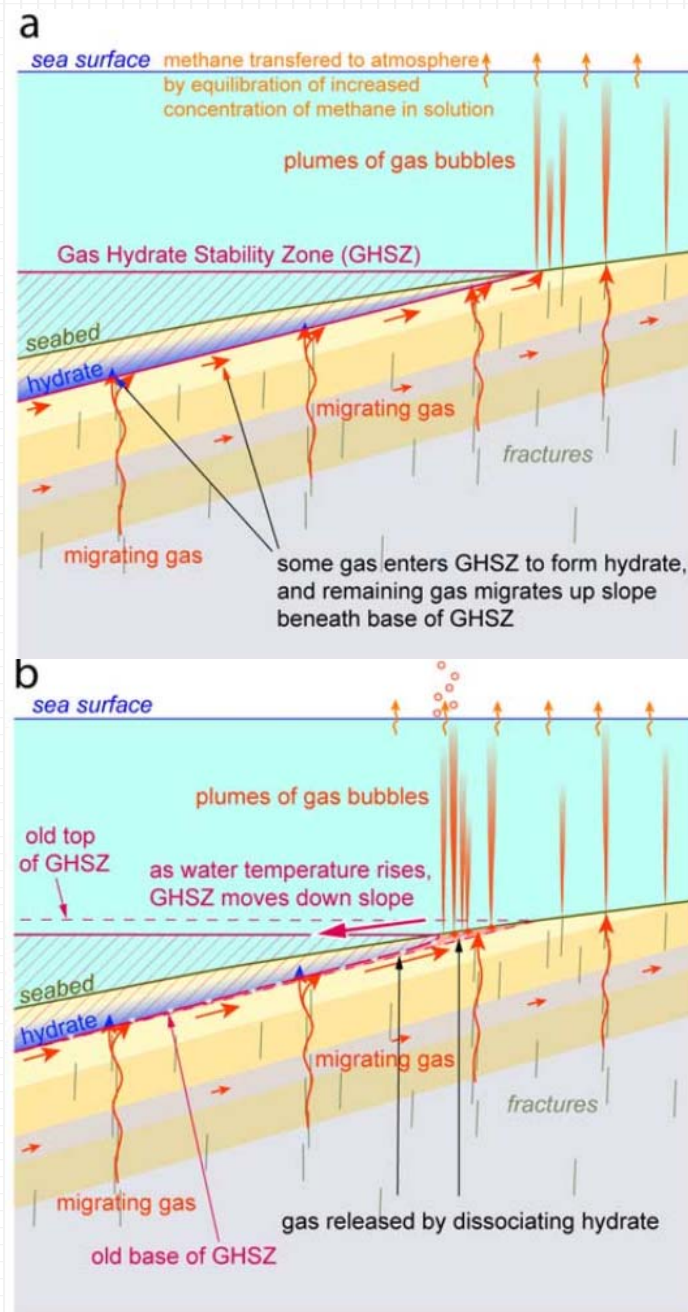 a
sea surface
methane transfered to atmosphere
by equilibration of increased
concentration of methane in solution
plumes of gas bubbles
Gas Hydrate Stability Zone (GHSZ)
seabed
hydrate
migrating gas
fractures
migrating gas
some gas enters GHSZ to form hydrate,
and remaining gas migrates up slope
beneath base of GHSZ
b
sea surface
plumes of gas bubbles
old top
of GHSZ
as water temperature rises,
GHSZ moves down slope
seabed
hydrate
migrating gas
fractures
migrating gas
gas released by dissociating hydrate
old base of GHSZ